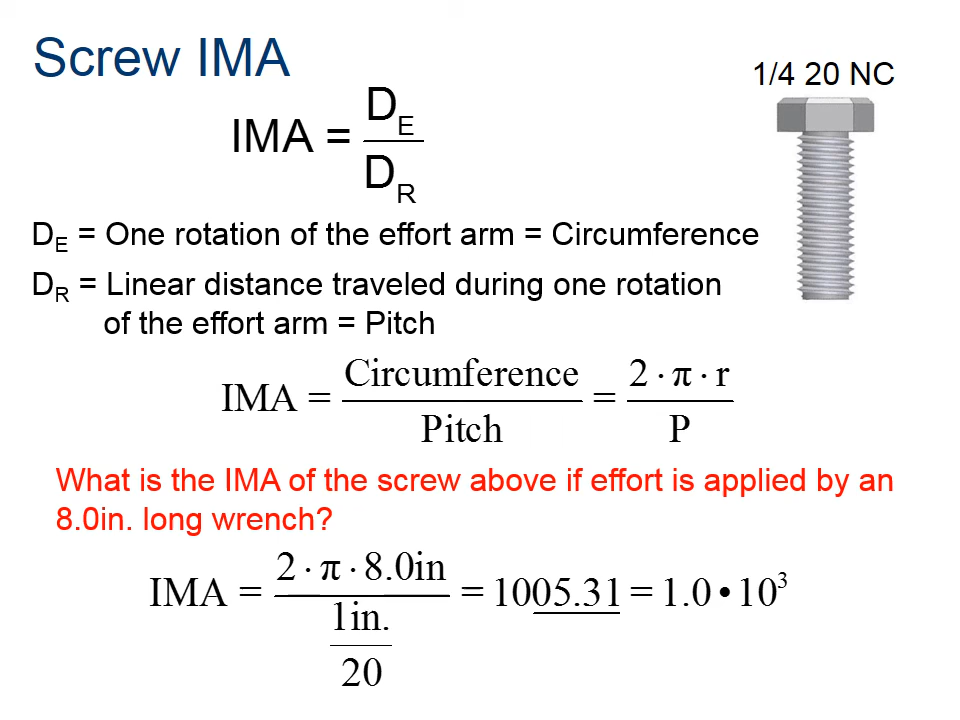 Screw IMA
1/4 20 NC
IMA = D_E / D_R
D_E = One rotation of the effort arm = Circumference
D_R = Linear distance traveled during one rotation
of the effort arm = Pitch
IMA = Circumference / Pitch = 2 · π · r / P
What is the IMA of the screw above if effort is applied by an
8.0in. long wrench?
IMA = 2 · π · 8.0in / 1in. / 20 = 1005.31 = 1.0 • 10³